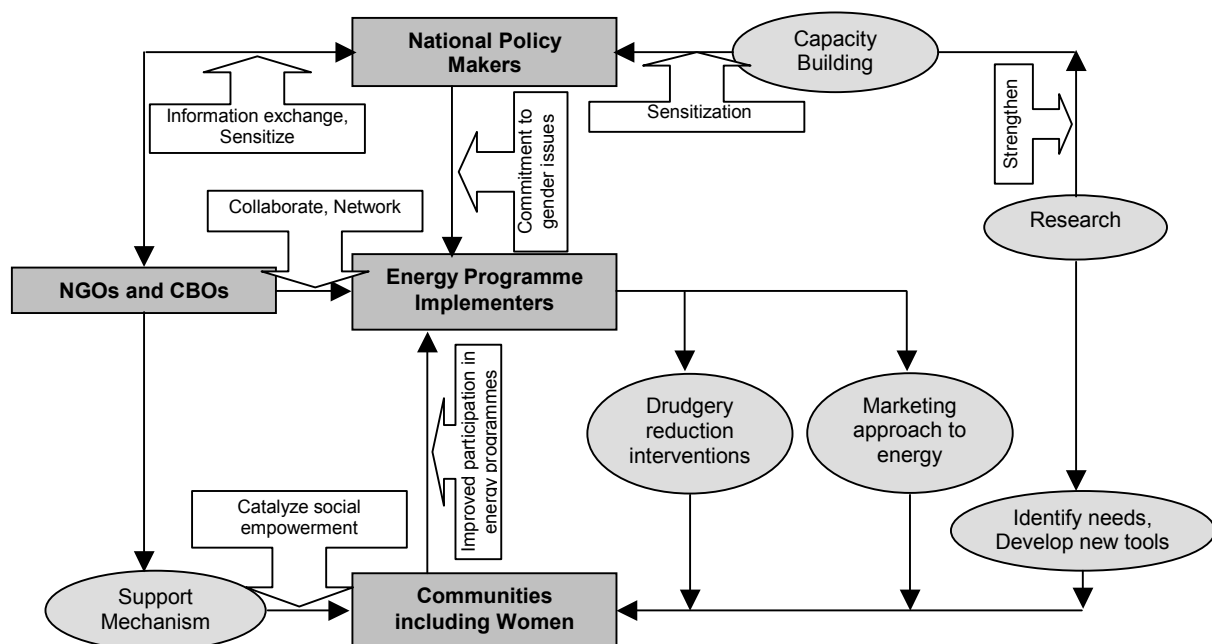 National Policy
Makers
Capacity
Building
Information exchange,
Sensitize
Sensitization
Commitment to
gender issues
Strengthen
Collaborate, Network
Research
NGOs and CBOs
Energy Programme
Implementers
Improved participation in
energy programmes
Drudgery
reduction
interventions
Marketing
approach to
energy
Catalyze social
empowerment
Identify needs,
Develop new tools
Support
Mechanism
Communities
including Women